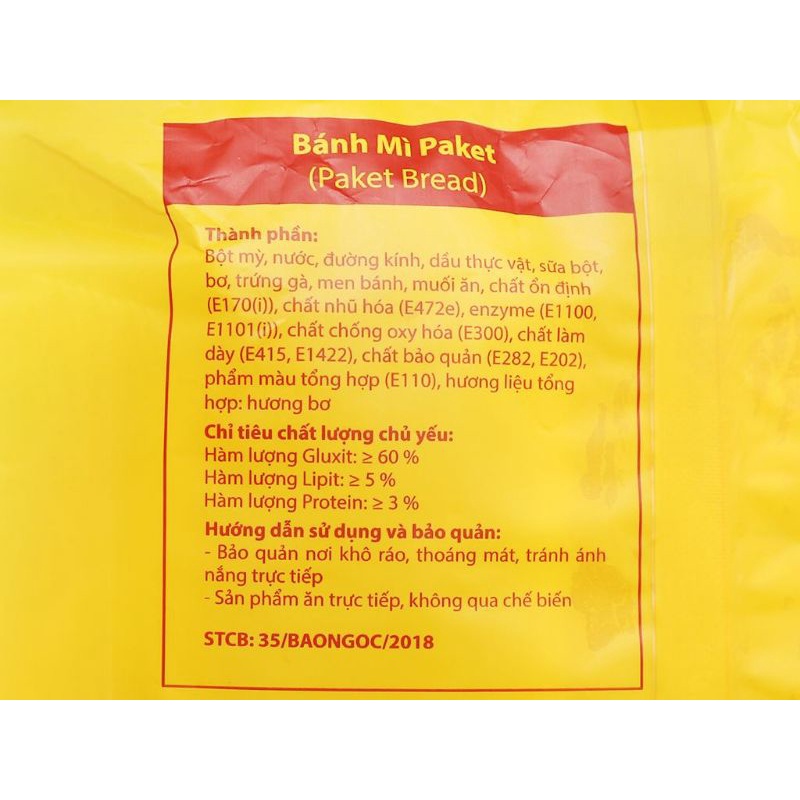 Bánh Mì Paket
(Paket Bread)
Thành phần:
Bột mỳ, nước, đường kính, dầu thực vật, sữa bột,
bơ, trứng gà, men bánh, muối ăn, chất ổn định
(E170(i)), chất nhũ hóa (E472e), enzyme (E1100,
E1101(i)), chất chống oxy hóa (E300), chất làm
dày (E415, E1422), chất bảo quản (E282, E202),
phẩm màu tổng hợp (E110), hương liệu tổng
hợp: hương bơ
Chỉ tiêu chất lượng chủ yếu:
Hàm lượng Gluxit: ≥ 60 %
Hàm lượng Lipit: ≥ 5 %
Hàm lượng Protein: ≥ 3 %
Hướng dẫn sử dụng và bảo quản:
- Bảo quản nơi khô ráo, thoáng mát, tránh ánh
nắng trực tiếp
- Sản phẩm ăn trực tiếp, không qua chế biến
STCB: 35/BAONGOC/2018